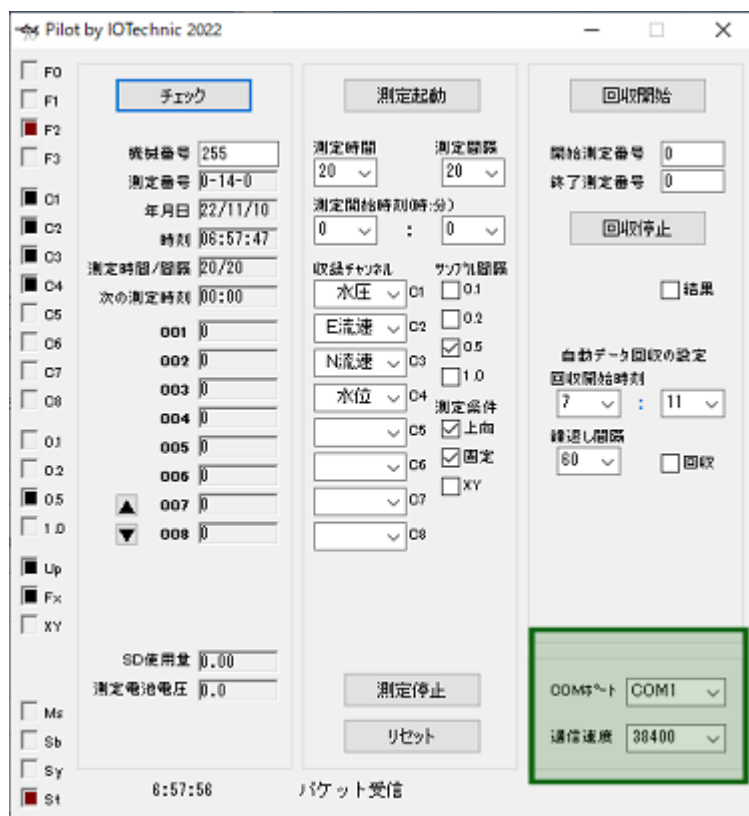 Pilot by IOTechnic 2022
F0
F1
F2
F3
C1
C2
C3
C4
C5
C6
C7
C8
0.1
0.2
0.5
1.0
Up
Fx
XY
Ms
Sb
Sy
St
チェック
機械番号 255
測定番号 0-14-0
年月日 22/11/10
時刻 06:57:47
測定時間/間隔 20/20
次の測定時刻 00:00
001 0
002 0
003 0
004 0
005 0
006 0
▲ 007 0
▼ 008 0
SD使用量 0.00
測定電池電圧 0.0
6:57:56
測定起動
測定時間 測定間隔
20 20
測定開始時刻(時:分)
0 : 0
収録チャンネル サンプル間隔
水圧 C1 0.1
E流速 C2 0.2
N流速 C3 0.5
水位 C4 1.0
測定条件
C5 上向
C6 固定
C7 XY
C8
測定停止
リセット
パケット受信
回収開始
開始測定番号 0
終了測定番号 0
回収停止
結果
自動データ回収の設定
回収開始時刻
7 : 11
繰返し間隔
60 回収
COMポート COM1
通信速度 38400